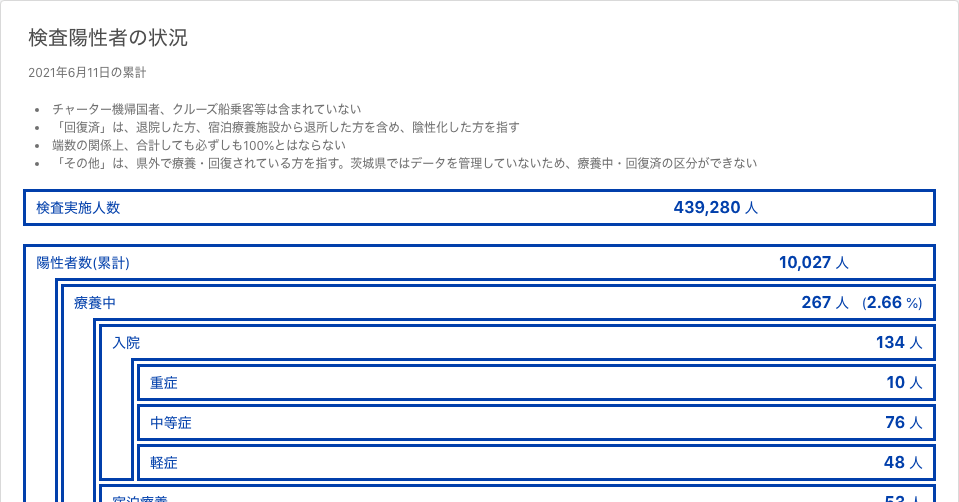 検査陽性者の状況
2021年6月11日の累計
チャーター機帰国者、クルーズ船乗客等は含まれていない
「回復済」は、退院した方、宿泊療養施設から退所した方を含め、陰性化した方を指す
端数の関係上、合計しても必ずしも100%とはならない
「その他」は、県外で療養・回復されている方を指す。茨城県ではデータを管理していないため、療養中・回復済の区分ができない
検査実施人数 439,280 人
陽性者数(累計) 10,027 人
療養中 267 人 (2.66 %)
入院 134 人
重症 10 人
中等症 76 人
軽症 48 人
宿泊療養 53 人